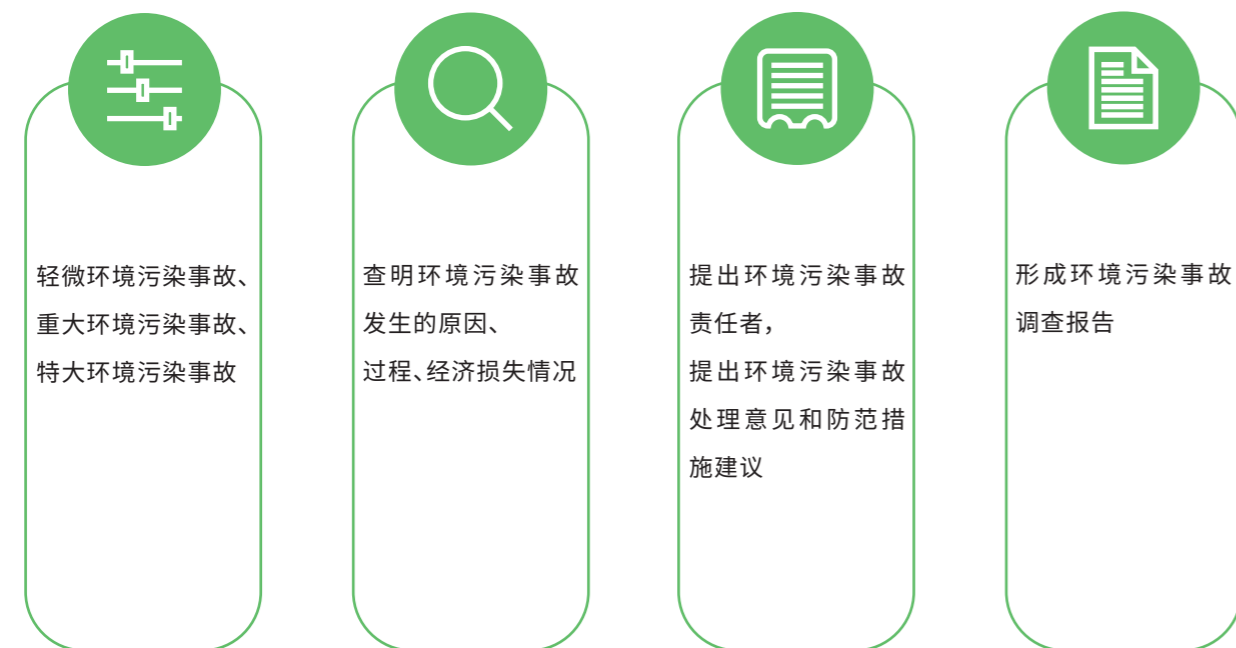 轻微环境污染事故、
重大环境污染事故、
特大环境污染事故
查明环境污染事故
发生的原因、
过程、经济损失情况
提出环境污染事故
责任者，
提出环境污染事故
处理意见和防范措
施建议
形成环境污染事故
调查报告